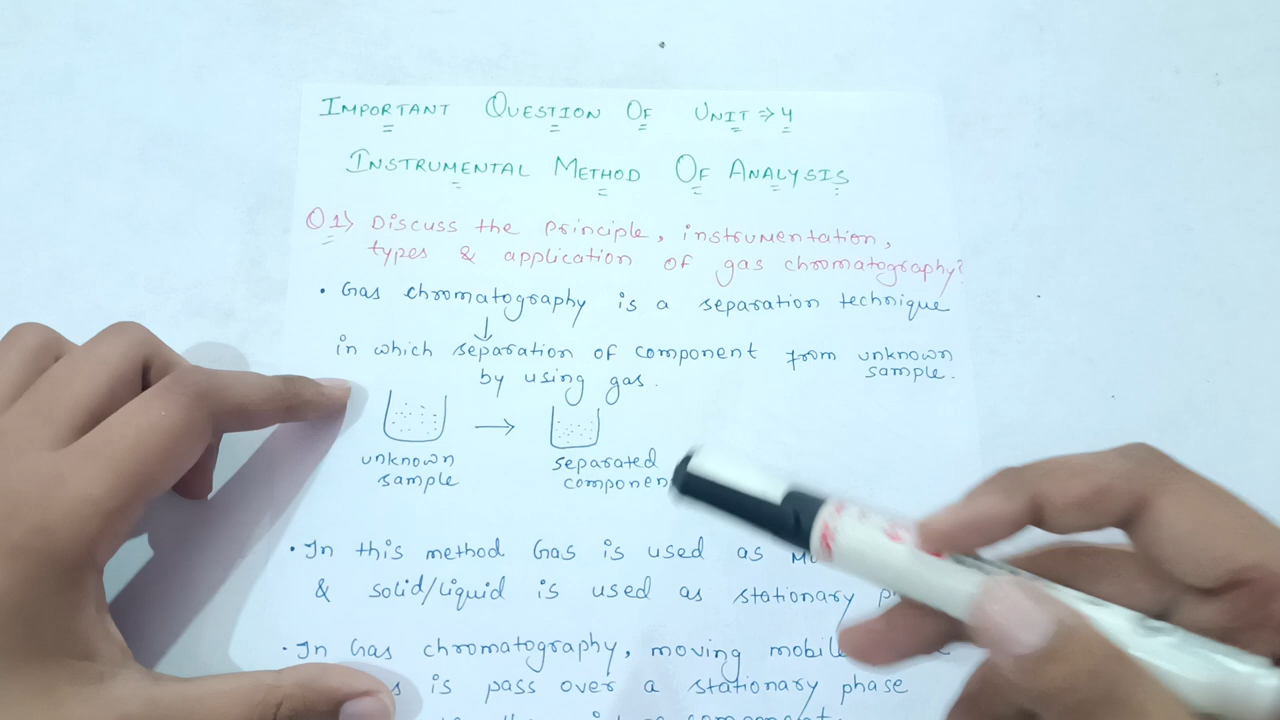 IMPORTANT QUESTION OF UNIT ⇒ 4
INSTRUMENTAL METHOD OF ANALYSIS
Q1) Discuss the principle, instrumentation,
types & application of gas chromatography?
• Gas chromatography is a separation technique
↓
in which separation of component from unknown
sample.
by using gas.
→
unknown
sample
separated
componen
• In this method Gas is used as
& solid/liquid is used as stationary
• In Gas chromatography, moving mobile
is pass over a stationary phase